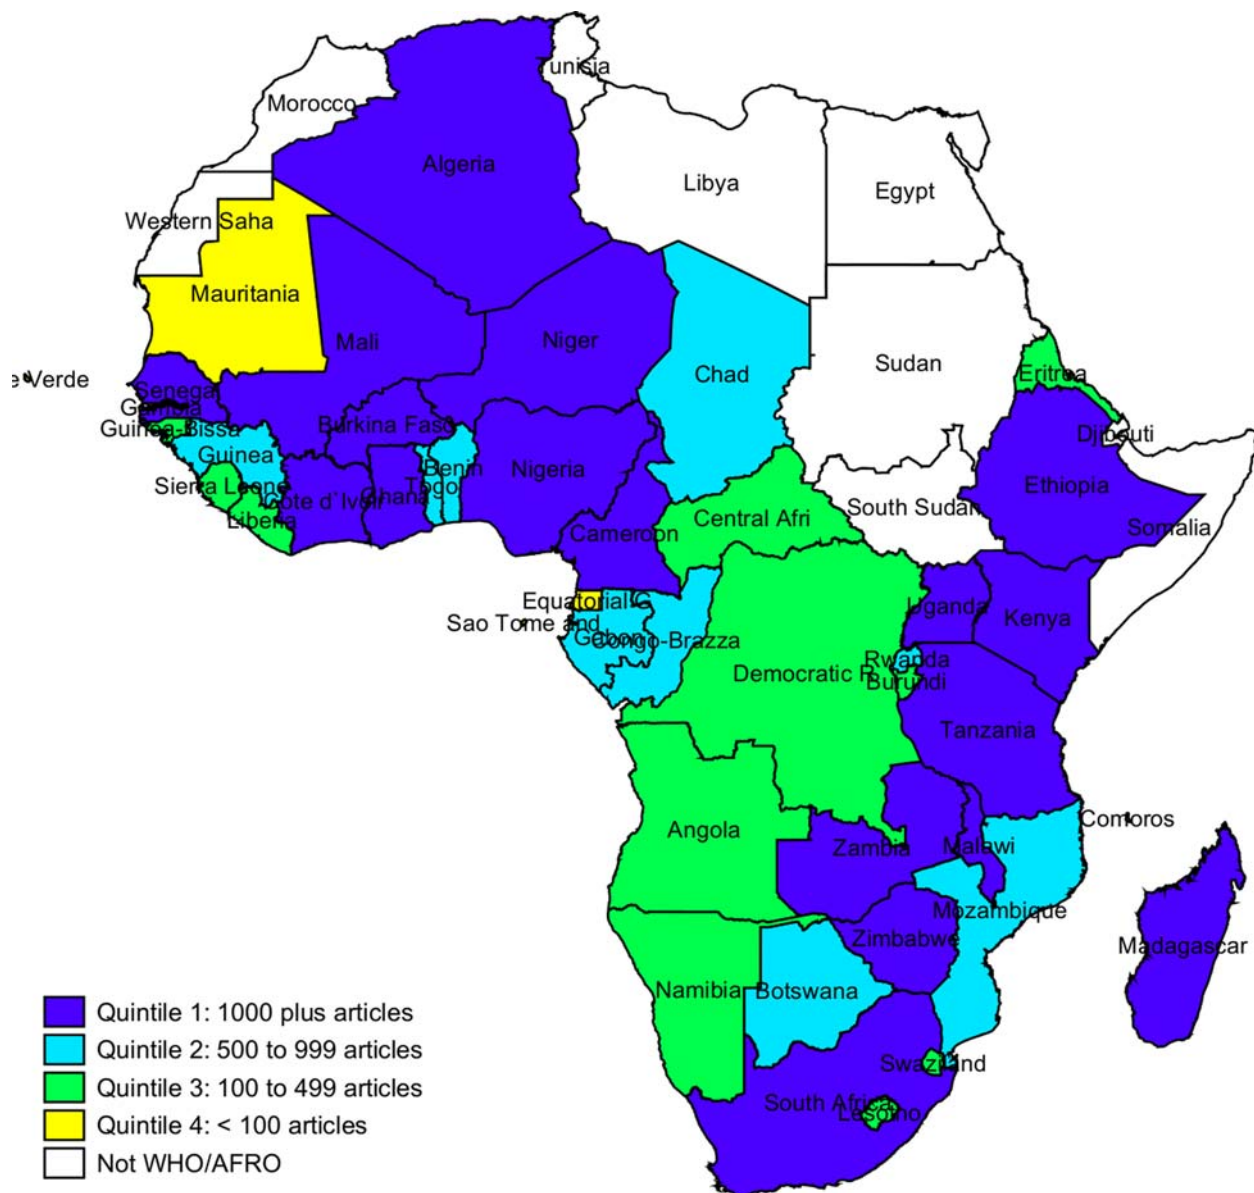 Tunisia
Morocco
Algeria
Libya
Egypt
Western Saha
Mauritania
Mali
Niger
Chad
Sudan
Eritrea
e Verde
Senegal
Gambia
Guinea-Bissa
Guinea
Burkina Faso
Djibouti
Sierra Leone
Cote d`Ivoir
Ghana
Togo
Benin
Nigeria
Ethiopia
Liberia
Cameroon
Central Afri
South Sudan
Somalia
Equatorial G
Sao Tome and
Gabon
Congo-Brazza
Uganda
Kenya
Democratic R
Rwanda
Burundi
Tanzania
Angola
Zambia
Malawi
Comoros
Mozambique
Zimbabwe
Madagascar
Namibia
Botswana
Swaziland
South Africa
Lesotho
Quintile 1: 1000 plus articles
Quintile 2: 500 to 999 articles
Quintile 3: 100 to 499 articles
Quintile 4: < 100 articles
Not WHO/AFRO